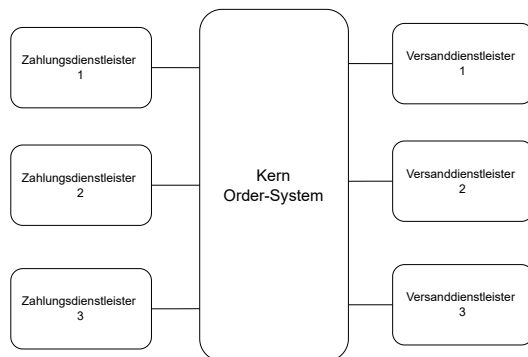 Zahlungsdienstleister
1
Zahlungsdienstleister
2
Zahlungsdienstleister
3
Kern
Order-System
Versanddienstleister
1
Versanddienstleister
2
Versanddienstleister
3